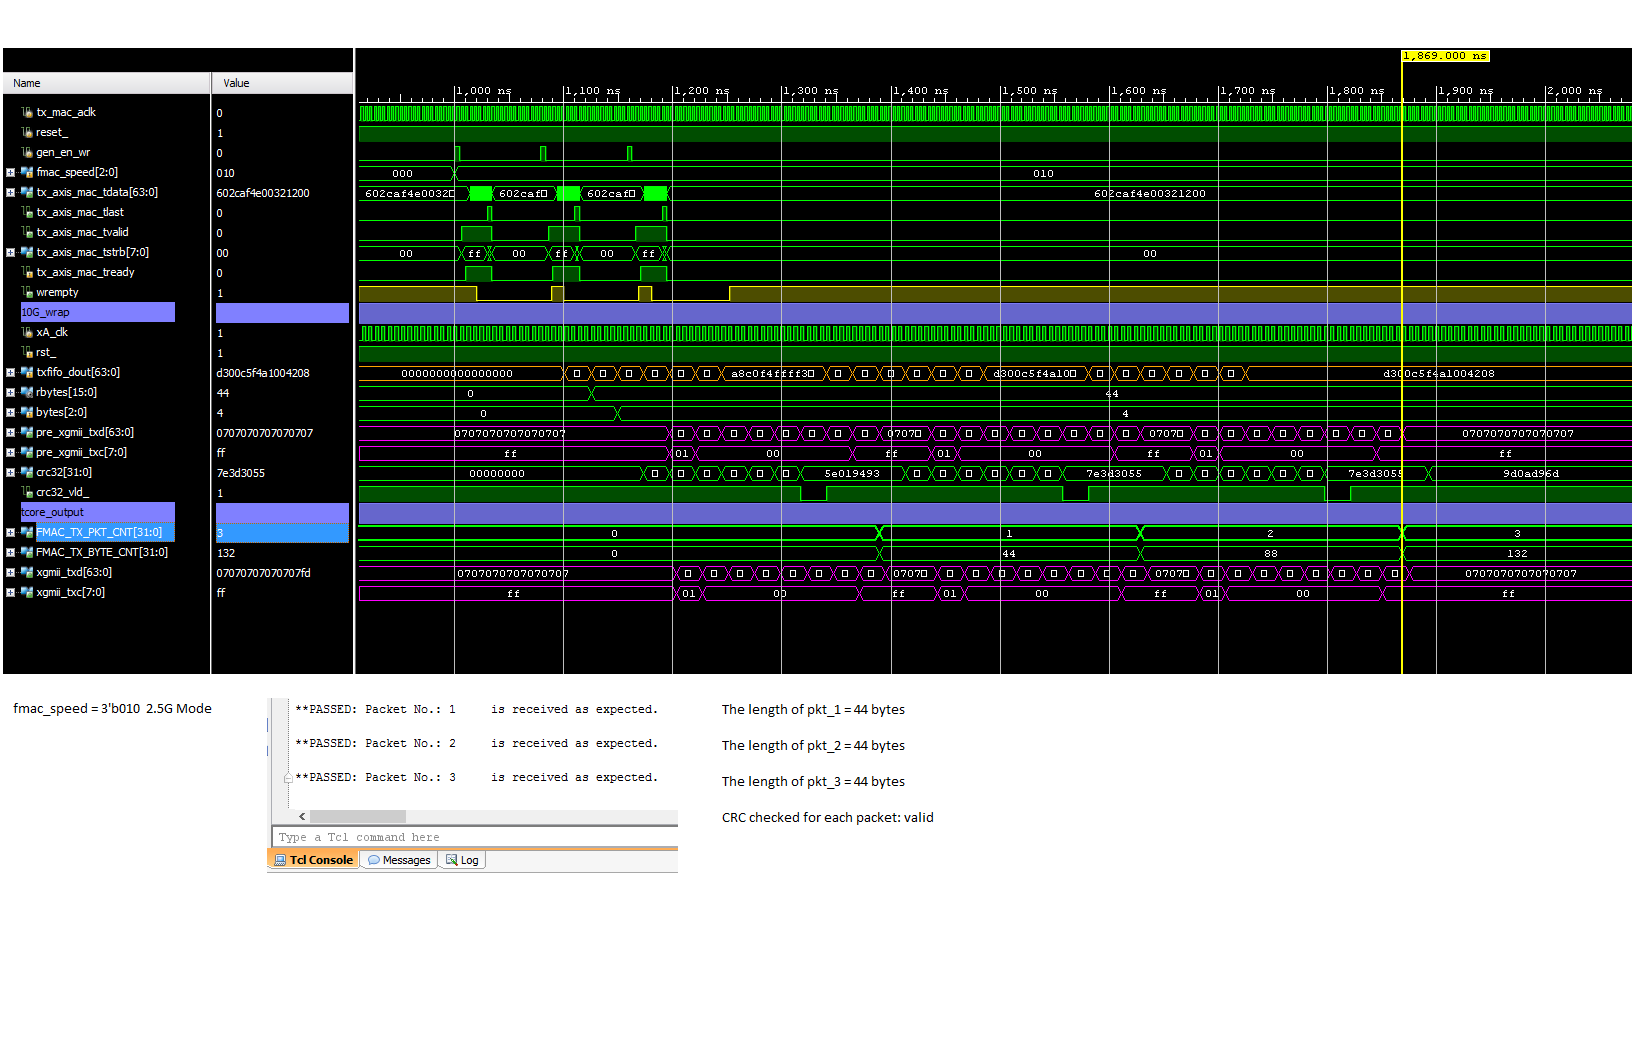 1,869.000 ns
Name Value
1,000 ns 1,100 ns 1,200 ns 1,300 ns 1,400 ns 1,500 ns 1,600 ns 1,700 ns 1,800 ns 1,900 ns 2,000 ns
tx_mac_aclk 0
reset_ 1
gen_en_wr 0
fmac_speed[2:0] 010 000 010
tx_axis_mac_tdata[63:0] 602caf4e00321200 602caf4e0032 602caf 602caf 602caf4e00321200
tx_axis_mac_tlast 0
tx_axis_mac_tvalid 0
tx_axis_mac_tstrb[7:0] 00 00 ff 00 ff 00 ff 00
tx_axis_mac_tready 0
wrempty 1
10G_wrap
xA_clk 1
rst_ 1
txfifo_dout[63:0] d300c5f4a1004208 0000000000000000 a8c0f4ffff3 d300c5f4a10 d300c5f4a1004208
rbytes[15:0] 44 0 44
bytes[2:0] 4 0 4
pre_xgmii_txd[63:0] 0707070707070707 0707070707070707 0707 0707 0707070707070707
pre_xgmii_txc[7:0] ff ff 01 00 ff 01 00 ff 01 00 ff
crc32[31:0] 7e3d3055 00000000 5e019493 7e3d3055 7e3d3055 9d0ad96d
crc32_vld_ 1
tcore_output
FMAC_TX_PKT_CNT[31:0] 3 0 1 2 3
FMAC_TX_BYTE_CNT[31:0] 132 0 44 88 132
xgmii_txd[63:0] 07070707070707fd 0707070707070707 0707 0707 0707070707070707
xgmii_txc[7:0] ff ff 01 00 ff 01 00 ff 01 00 ff
fmac_speed = 3'b010 2.5G Mode
**PASSED: Packet No.: 1 is received as expected.
The length of pkt_1 = 44 bytes
**PASSED: Packet No.: 2 is received as expected.
The length of pkt_2 = 44 bytes
**PASSED: Packet No.: 3 is received as expected.
The length of pkt_3 = 44 bytes
CRC checked for each packet: valid
Type a Tcl command here
Tcl Console Messages Log